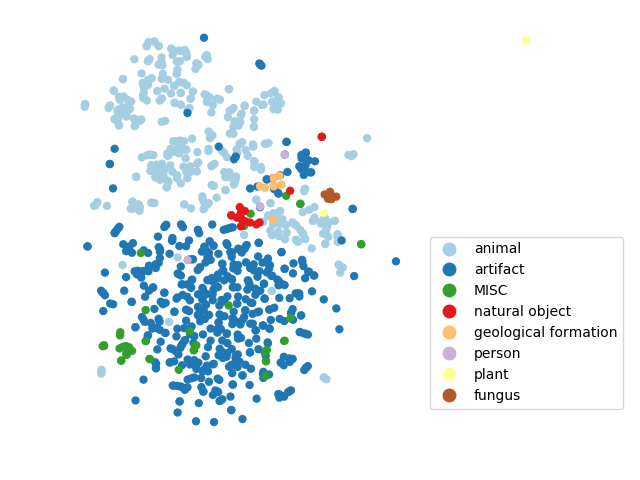 animal
artifact
MISC
natural object
geological formation
person
plant
fungus